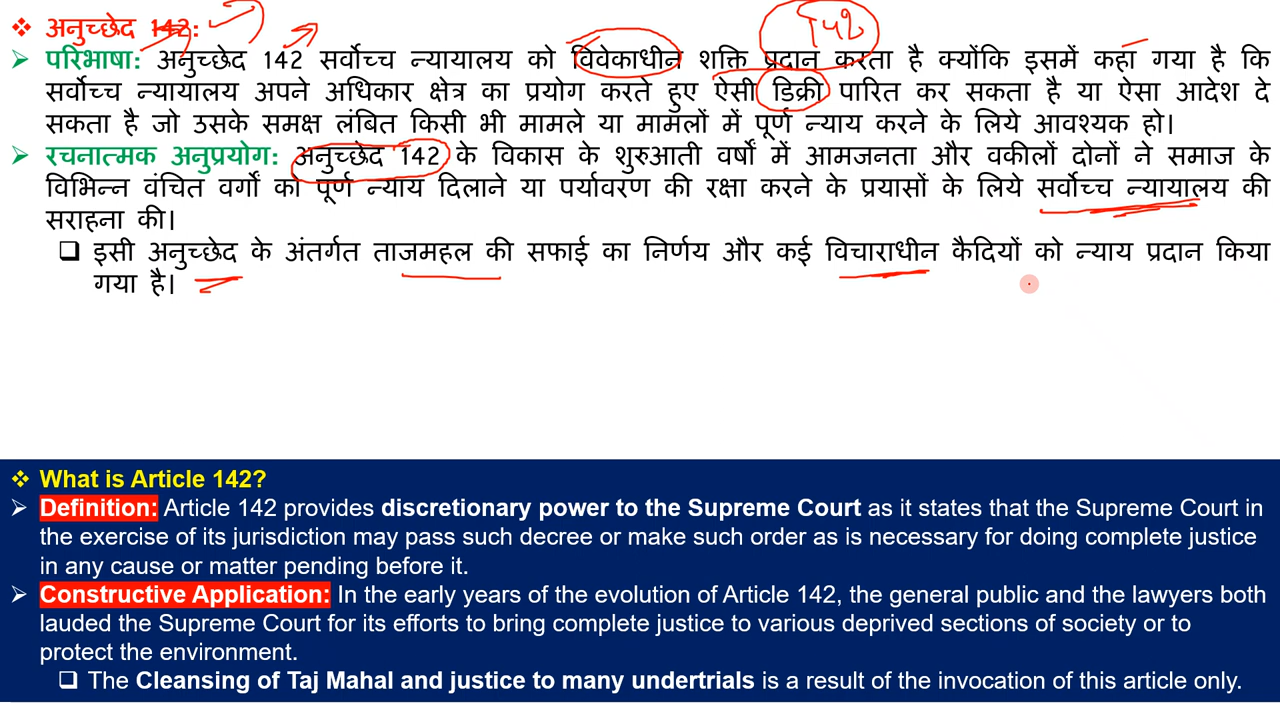 ❖ अनुच्छेद 142:
142
➢ परिभाषा: अनुच्छेद 142 सर्वोच्च न्यायालय को विवेकाधीन शक्ति प्रदान करता है क्योंकि इसमें कहा गया है कि
सर्वोच्च न्यायालय अपने अधिकार क्षेत्र का प्रयोग करते हुए ऐसी डिक्री पारित कर सकता है या ऐसा आदेश दे
सकता है जो उसके समक्ष लंबित किसी भी मामले या मामलों में पूर्ण न्याय करने के लिये आवश्यक हो।
➢ रचनात्मक अनुप्रयोग: अनुच्छेद 142 के विकास के शुरुआती वर्षों में आमजनता और वकीलों दोनों ने समाज के
विभिन्न वंचित वर्गों को पूर्ण न्याय दिलाने या पर्यावरण की रक्षा करने के प्रयासों के लिये सर्वोच्च न्यायालय की
सराहना की।
❑ इसी अनुच्छेद के अंतर्गत ताजमहल की सफाई का निर्णय और कई विचाराधीन कैदियों को न्याय प्रदान किया
गया है।
❖ What is Article 142?
➢ Definition: Article 142 provides discretionary power to the Supreme Court as it states that the Supreme Court in
the exercise of its jurisdiction may pass such decree or make such order as is necessary for doing complete justice
in any cause or matter pending before it.
➢ Constructive Application: In the early years of the evolution of Article 142, the general public and the lawyers both
lauded the Supreme Court for its efforts to bring complete justice to various deprived sections of society or to
protect the environment.
❑ The Cleansing of Taj Mahal and justice to many undertrials is a result of the invocation of this article only.